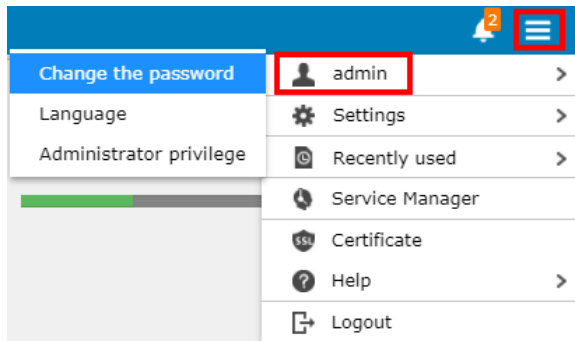 2
Change the password
Language
Administrator privilege
admin
Settings
Recently used
Service Manager
SSL
Certificate
Help
Logout